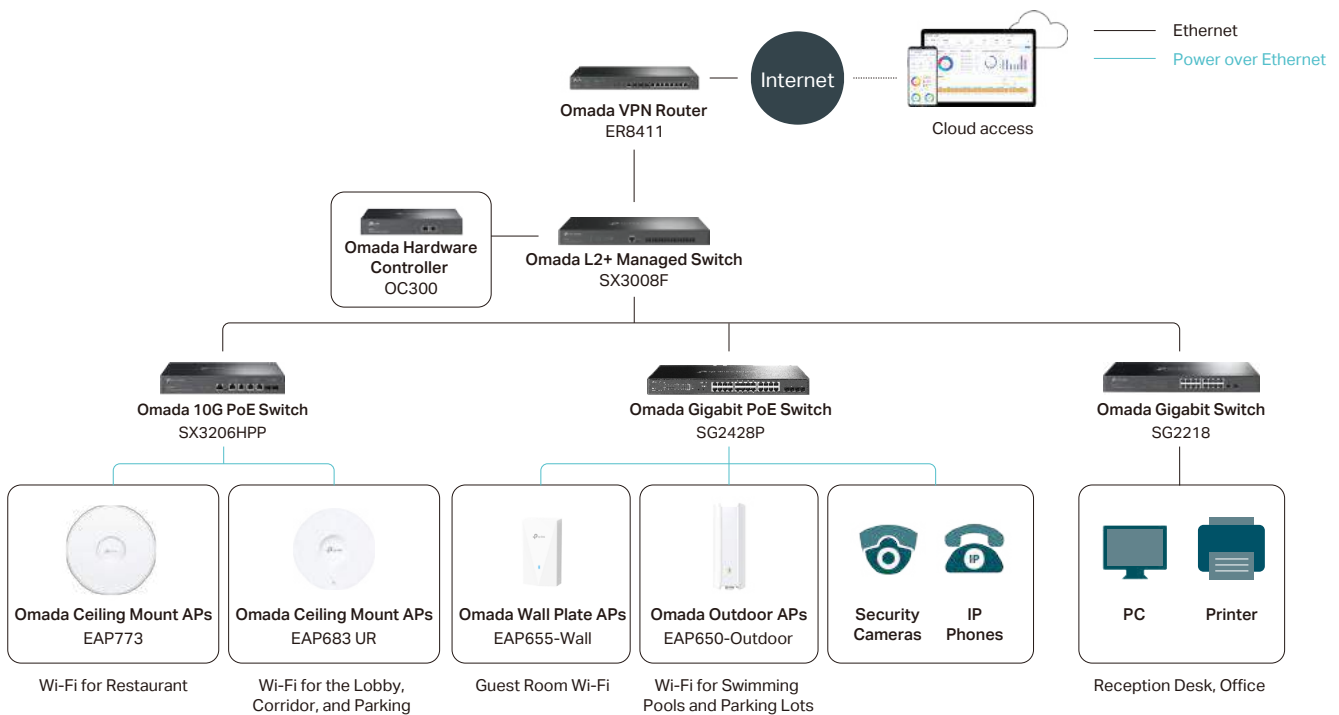 Ethernet
Power over Ethernet
Internet
Cloud access
Omada VPN Router
ER8411
Omada Hardware
Controller
OC300
Omada L2+ Managed Switch
SX3008F
Omada 10G PoE Switch
SX3206HPP
Omada Gigabit PoE Switch
SG2428P
Omada Gigabit Switch
SG2218
Omada Ceiling Mount APs
EAP773
Omada Ceiling Mount APs
EAP683 UR
Omada Wall Plate APs
EAP655-Wall
Omada Outdoor APs
EAP650-Outdoor
IP
Security
Cameras
IP
Phones
PC
Printer
Wi-Fi for Restaurant
Wi-Fi for the Lobby,
Corridor, and Parking
Guest Room Wi-Fi
Wi-Fi for Swimming
Pools and Parking Lots
Reception Desk, Office